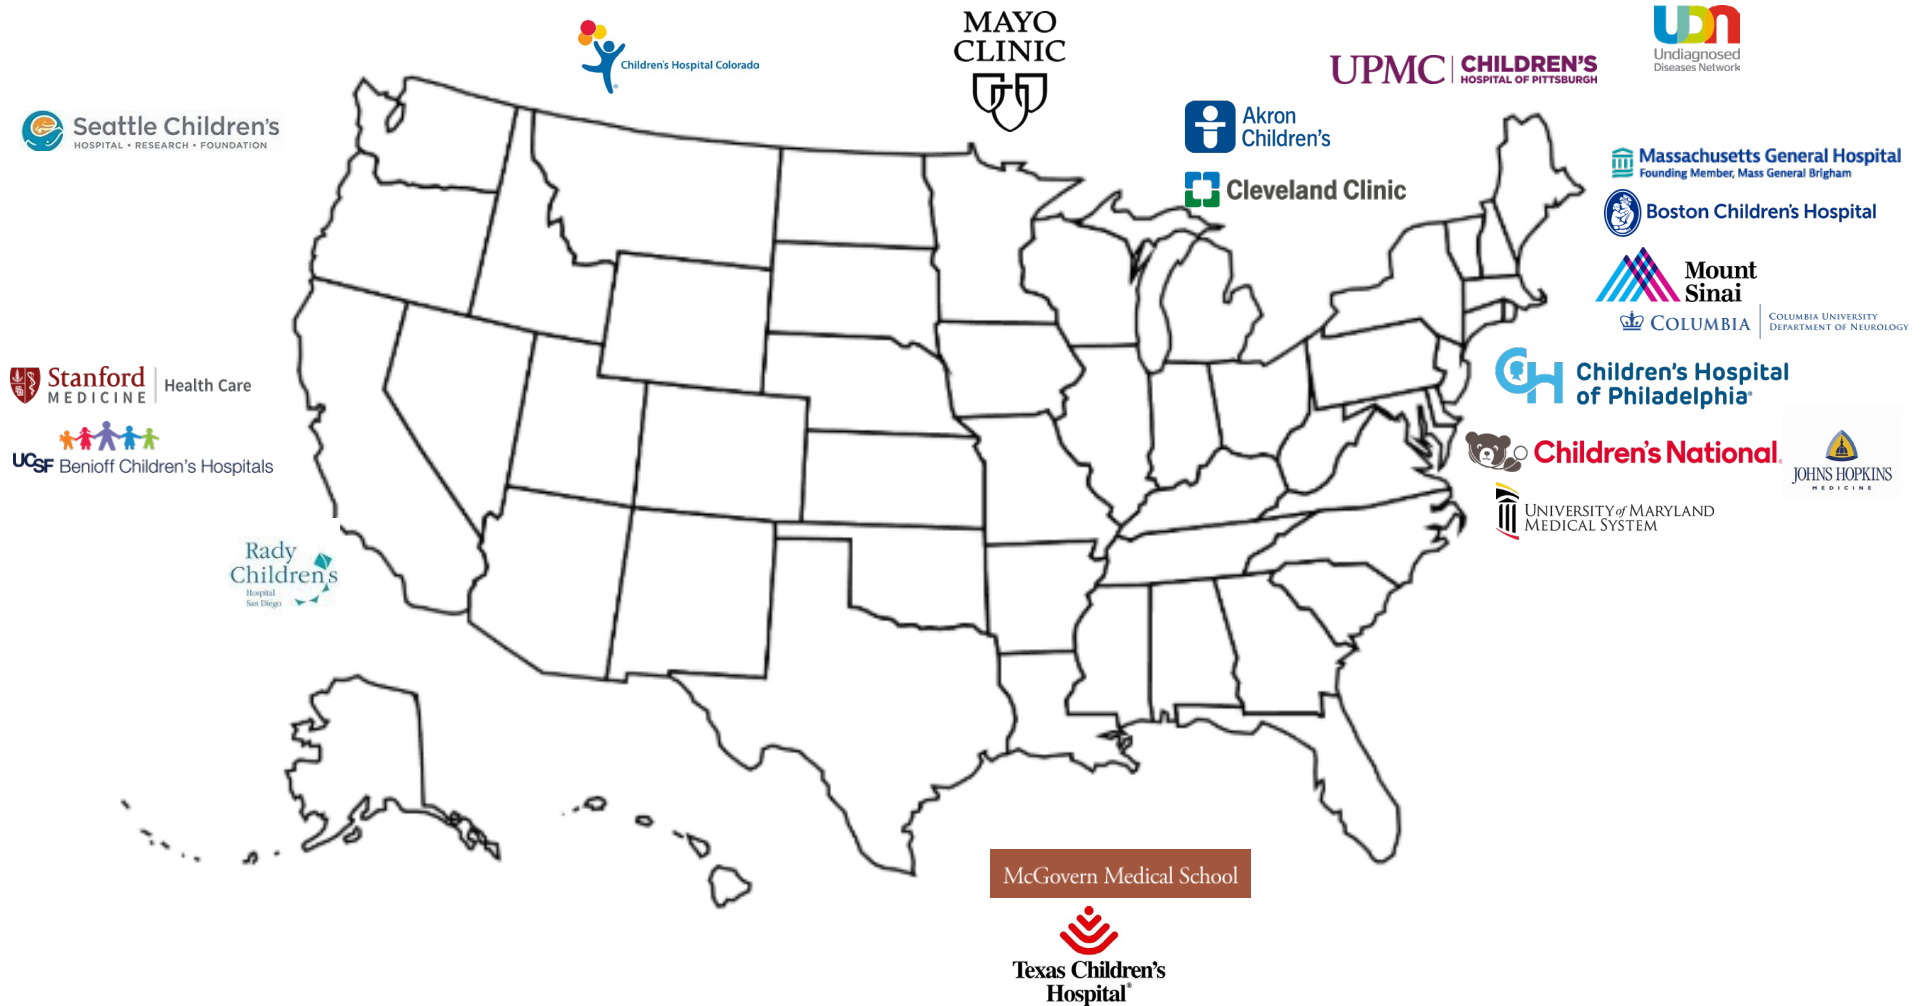 Children's Hospital Colorado
MAYO
CLINIC
UPMC CHILDREN'S
HOSPITAL OF PITTSBURGH
UDN
Undiagnosed
Diseases Network
Seattle Children's
HOSPITAL • RESEARCH • FOUNDATION
Akron
Children's
Cleveland Clinic
Massachusetts General Hospital
Founding Member, Mass General Brigham
Boston Children's Hospital
Mount
Sinai
COLUMBIA
COLUMBIA UNIVERSITY
DEPARTMENT OF NEUROLOGY
Stanford
MEDICINE
Health Care
UCSF Benioff Children's Hospitals
CH
Children's Hospital
of Philadelphia®
Children's National®
JOHNS HOPKINS
MEDICINE
UNIVERSITY of MARYLAND
MEDICAL SYSTEM
Rady
Children's
Hospital
San Diego
McGovern Medical School
Texas Children's
Hospital®